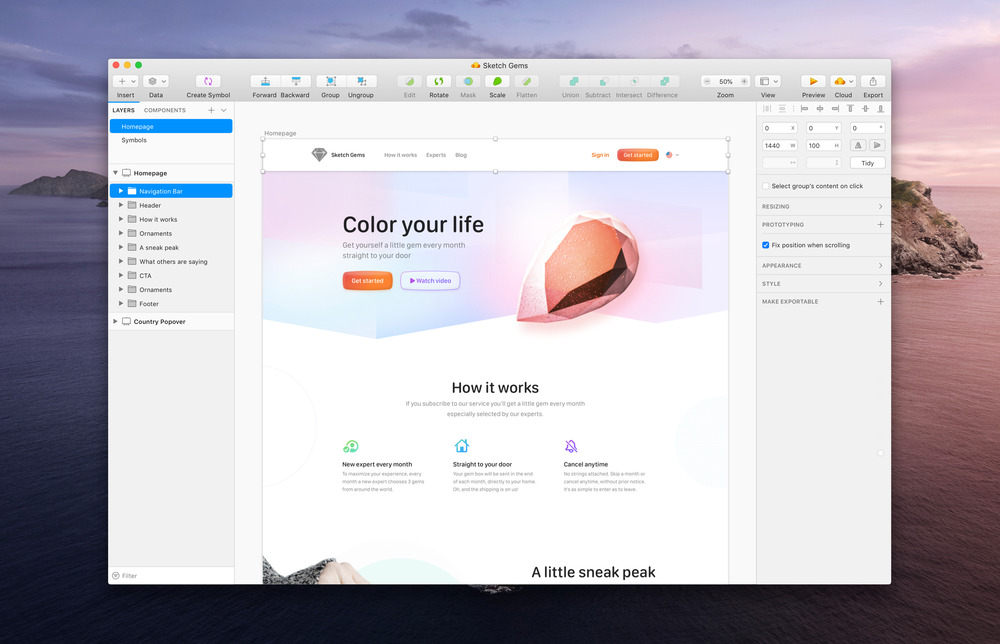 Sketch Gems
50%
Insert Data Create Symbol Forward Backward Group Ungroup Edit Rotate Mask Scale Flatten Union Subtract Intersect Difference Zoom View Preview Cloud Export
LAYERS COMPONENTS
Homepage
Symbols
Homepage
Navigation Bar
Header
How it works
Ornaments
A sneak peak
What others are saying
CTA
Ornaments
Footer
Country Popover
Filter
Homepage
Sketch Gems How it works Experts Blog Sign in Get started
Color your life
Get yourself a little gem every month
straight to your door
Get started Watch video
How it works
If you subscribe to our service you'll get a little gem every month
especially selected by our experts.
New expert every month
To maximize your experience, every
month a new expert chooses 3 gems
from around the world.
Straight to your door
Your gem box will be sent in the end
of each month, directly to your home.
Oh, and the shipping is on us!
Cancel anytime
No strings attached. Skip a month or
cancel anytime, without prior notice.
It's as simple to enter as to leave.
A little sneak peak
0 X 0 Y 0 °
1440 W 100 H
Tidy
Select group's content on click
RESIZING
PROTOTYPING
Fix position when scrolling
APPEARANCE
STYLE
MAKE EXPORTABLE